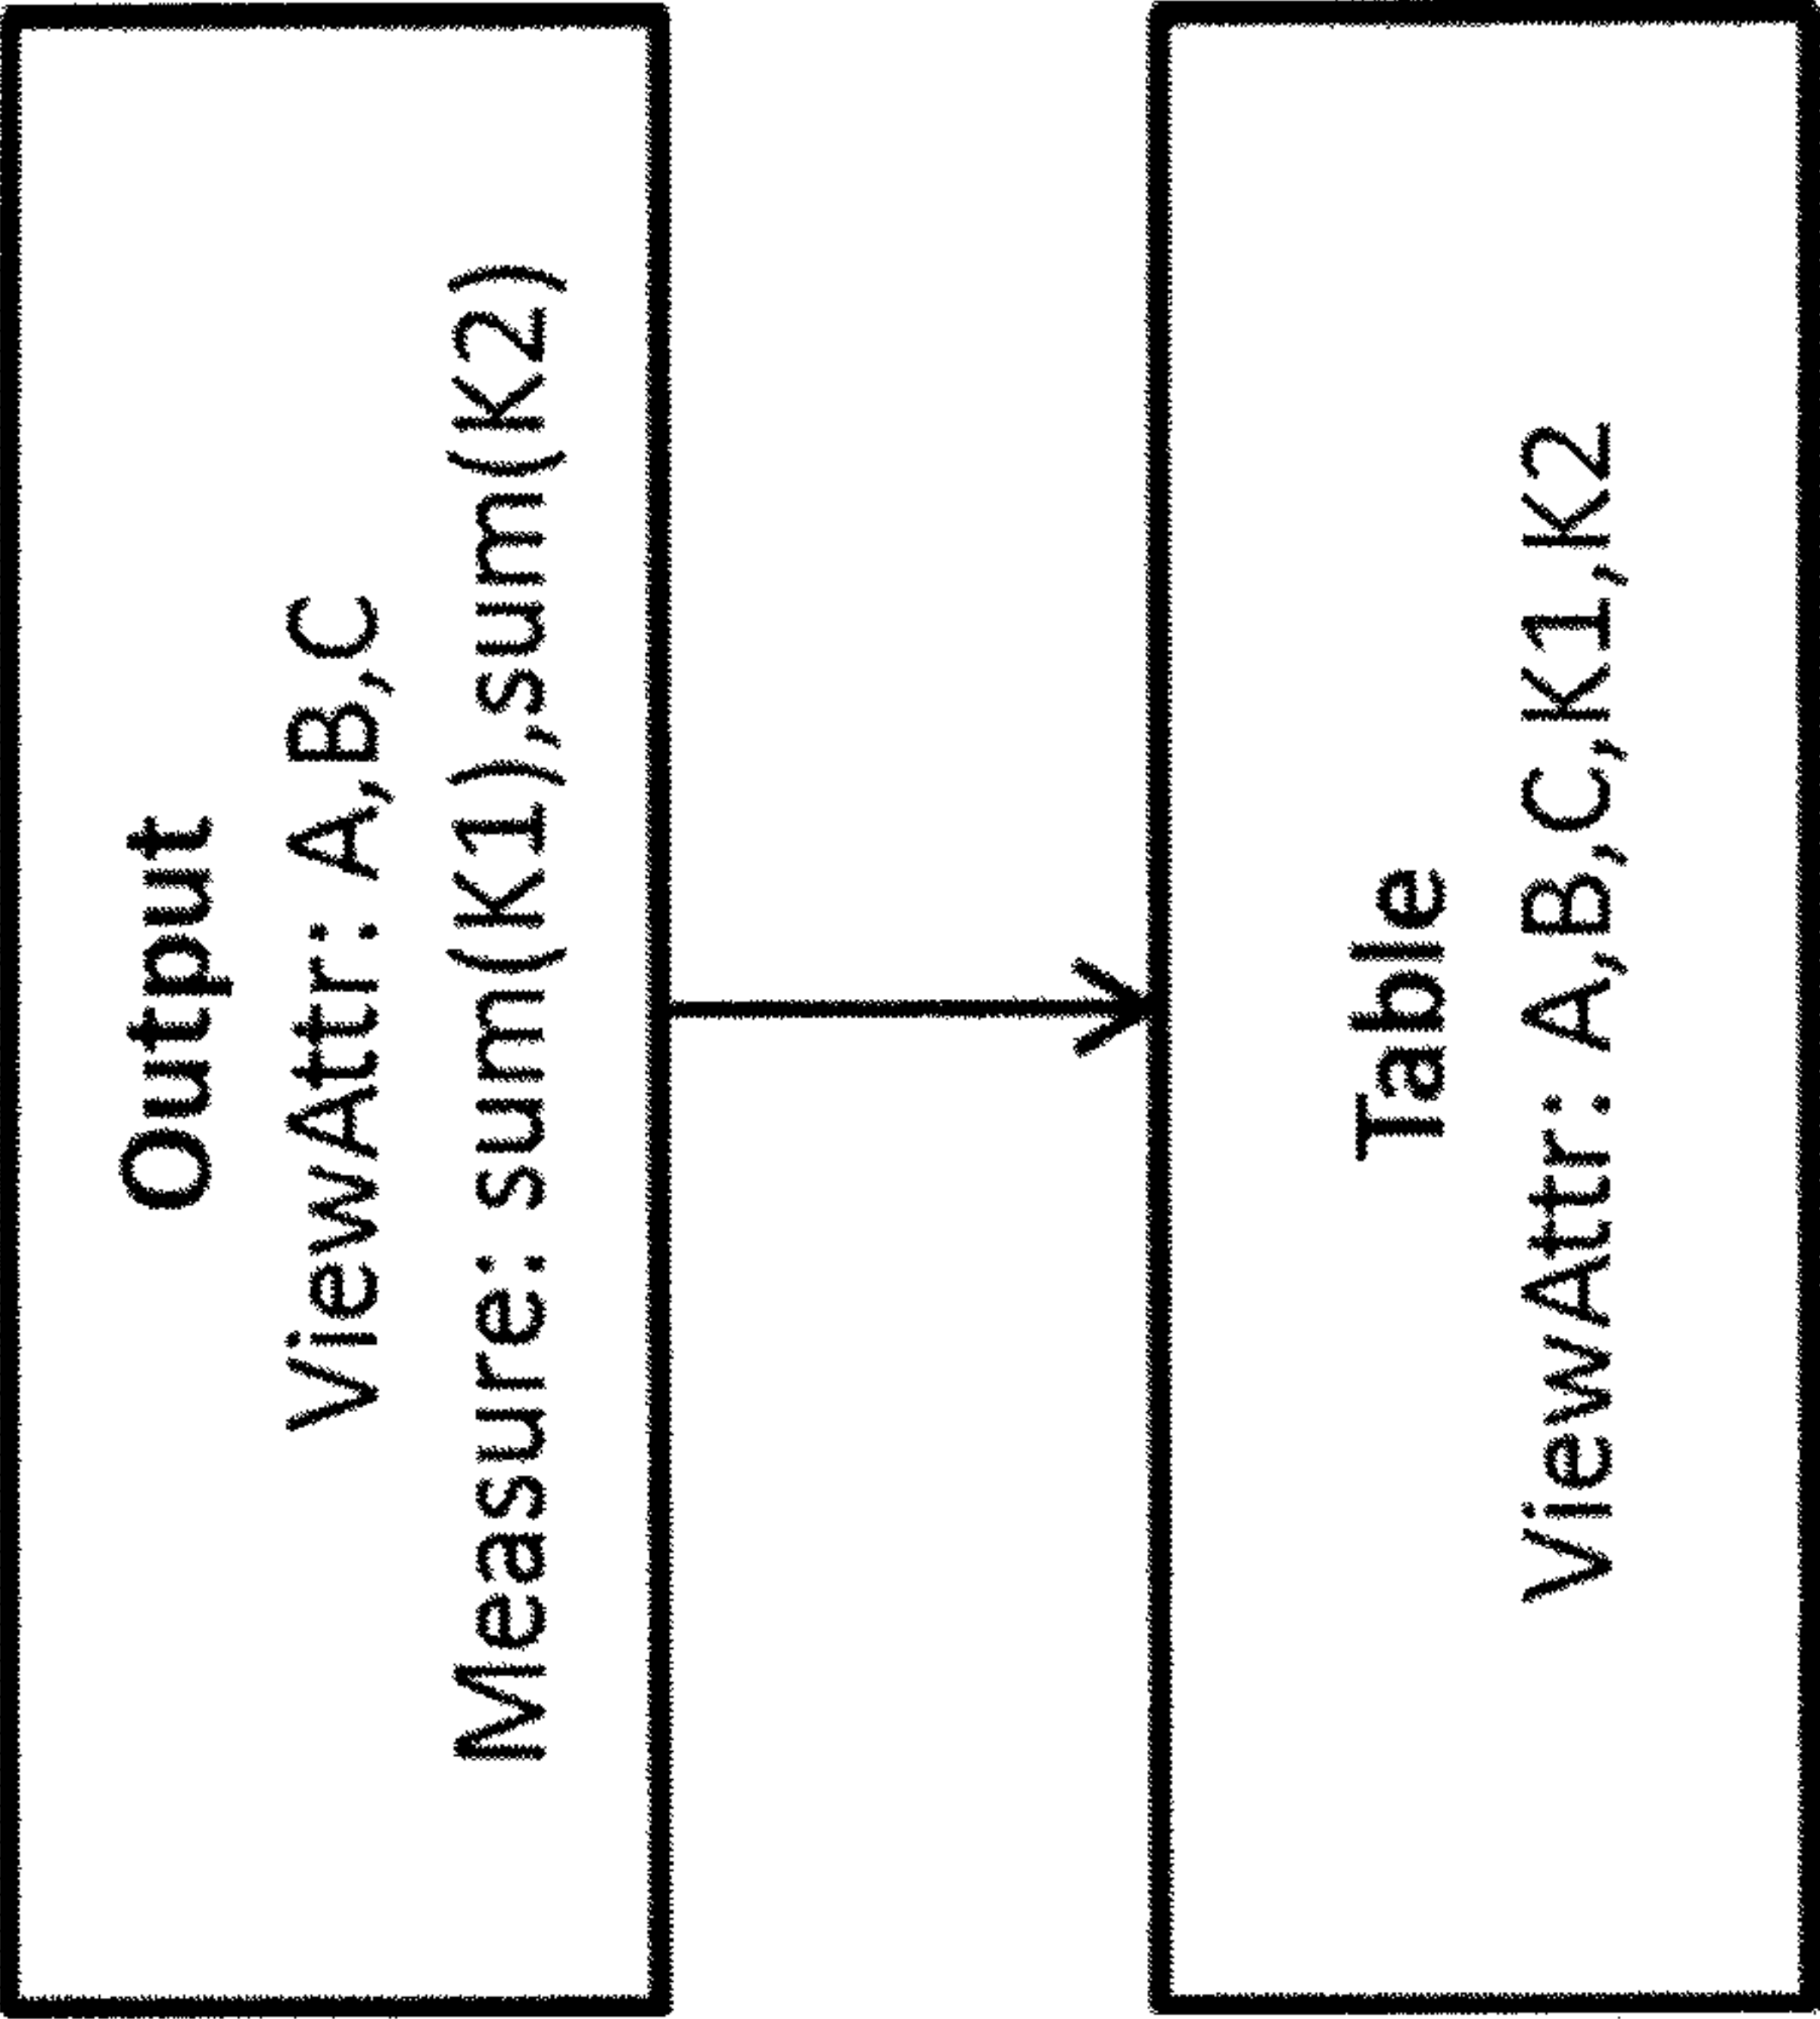 Output
ViewAttr: A,B,C
Measure: sum(K1),sum(K2)
Table
ViewAttr: A,B,C,K1,K2